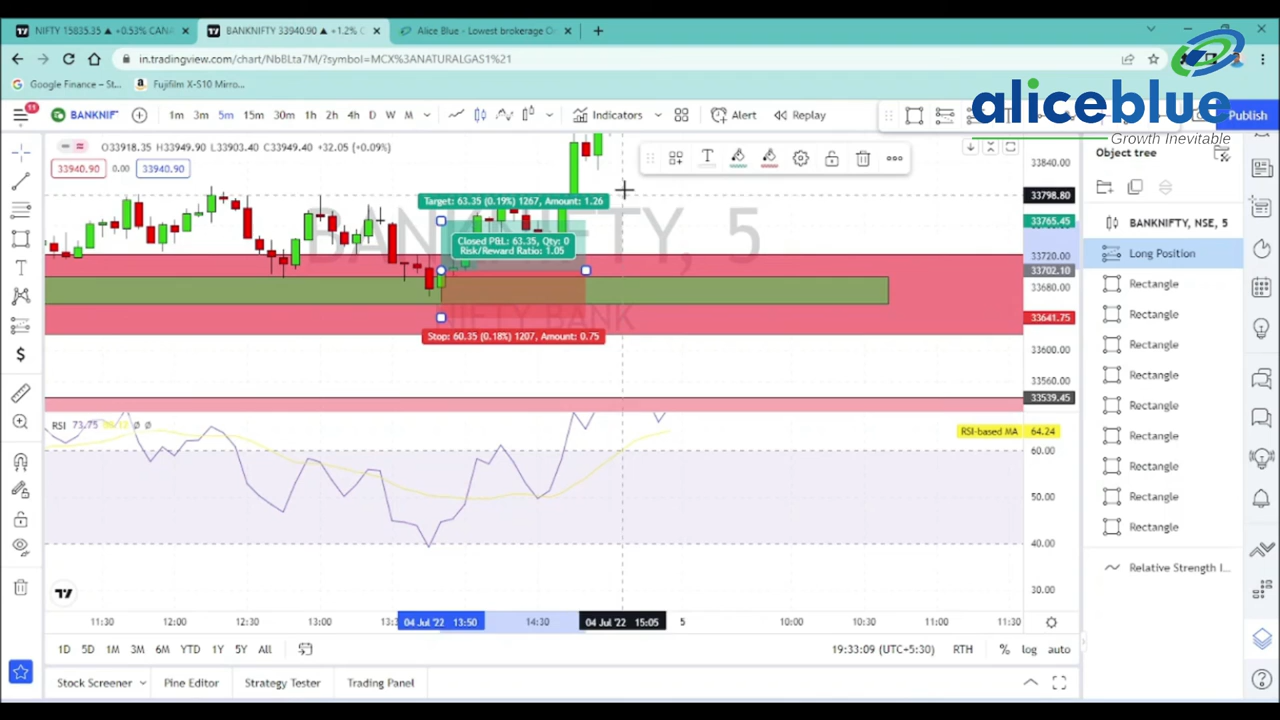 NIFTY 15835.35 ▲ +0.53% CANA
BANKNIFTY 33940.90 ▲ +1.2% C
Alice Blue - Lowest brokerage O
in.tradingview.com/chart/NbBLta7M/?symbol=MCX%3ANATURALGAS1%21
Google Finance – St...
Fujifilm X-S10 Mirro...
aliceblue
Growth Inevitable
11
BANKNIF
1m 3m 5m 15m 30m 1h 2h 4h D W M
Indicators
Alert
Replay
Publish
O33918.35 H33949.90 L33903.40 C33949.40 +32.05 (+0.09%)
33940.90 0.00 33940.90
BANKNIFTY, 5
NIFTY BANK
Target: 63.35 (0.19%) 1267, Amount: 1.26
Closed P&L: 63.35, Qty: 0
Risk/Reward Ratio: 1.05
Stop: 60.35 (0.18%) 1207, Amount: 0.75
33840.00
33798.80
33765.45
33720.00
33702.10
33680.00
33641.75
33600.00
33560.00
33539.45
RSI 73.75
RSI-based MA 64.24
60.00
50.00
40.00
30.00
11:30 12:00 12:30 13:00 04 Jul '22 13:50 14:30 04 Jul '22 15:05 5 10:00 10:30 11:00 11:30
1D 5D 1M 3M 6M YTD 1Y 5Y All
19:33:09 (UTC+5:30) RTH % log auto
Stock Screener Pine Editor Strategy Tester Trading Panel
Object tree
BANKNIFTY, NSE, 5
Long Position
Rectangle
Rectangle
Rectangle
Rectangle
Rectangle
Rectangle
Rectangle
Rectangle
Rectangle
Relative Strength I...